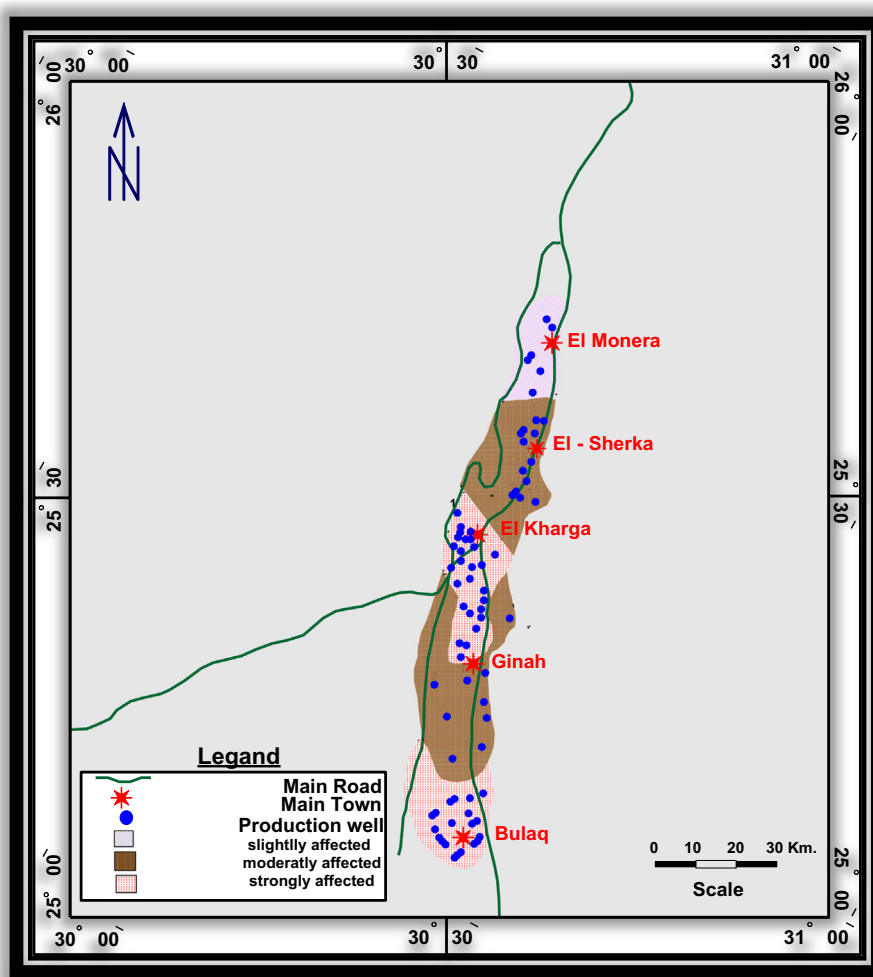 30° 00\ 30° 30\ 31° 00\
26° 00\
26° 00\
N
El Monera
El - Sherka
25° 30\
25° 30\
1
El Kharga
Ginah
Legand
Main Road
Main Town
Production well
slightlly affected
moderatly affected
strongly affected
Bulaq
0 10 20 30 Km.
Scale
25° 00\
25° 00\
30° 00\ 30° 30\ 31° 00\